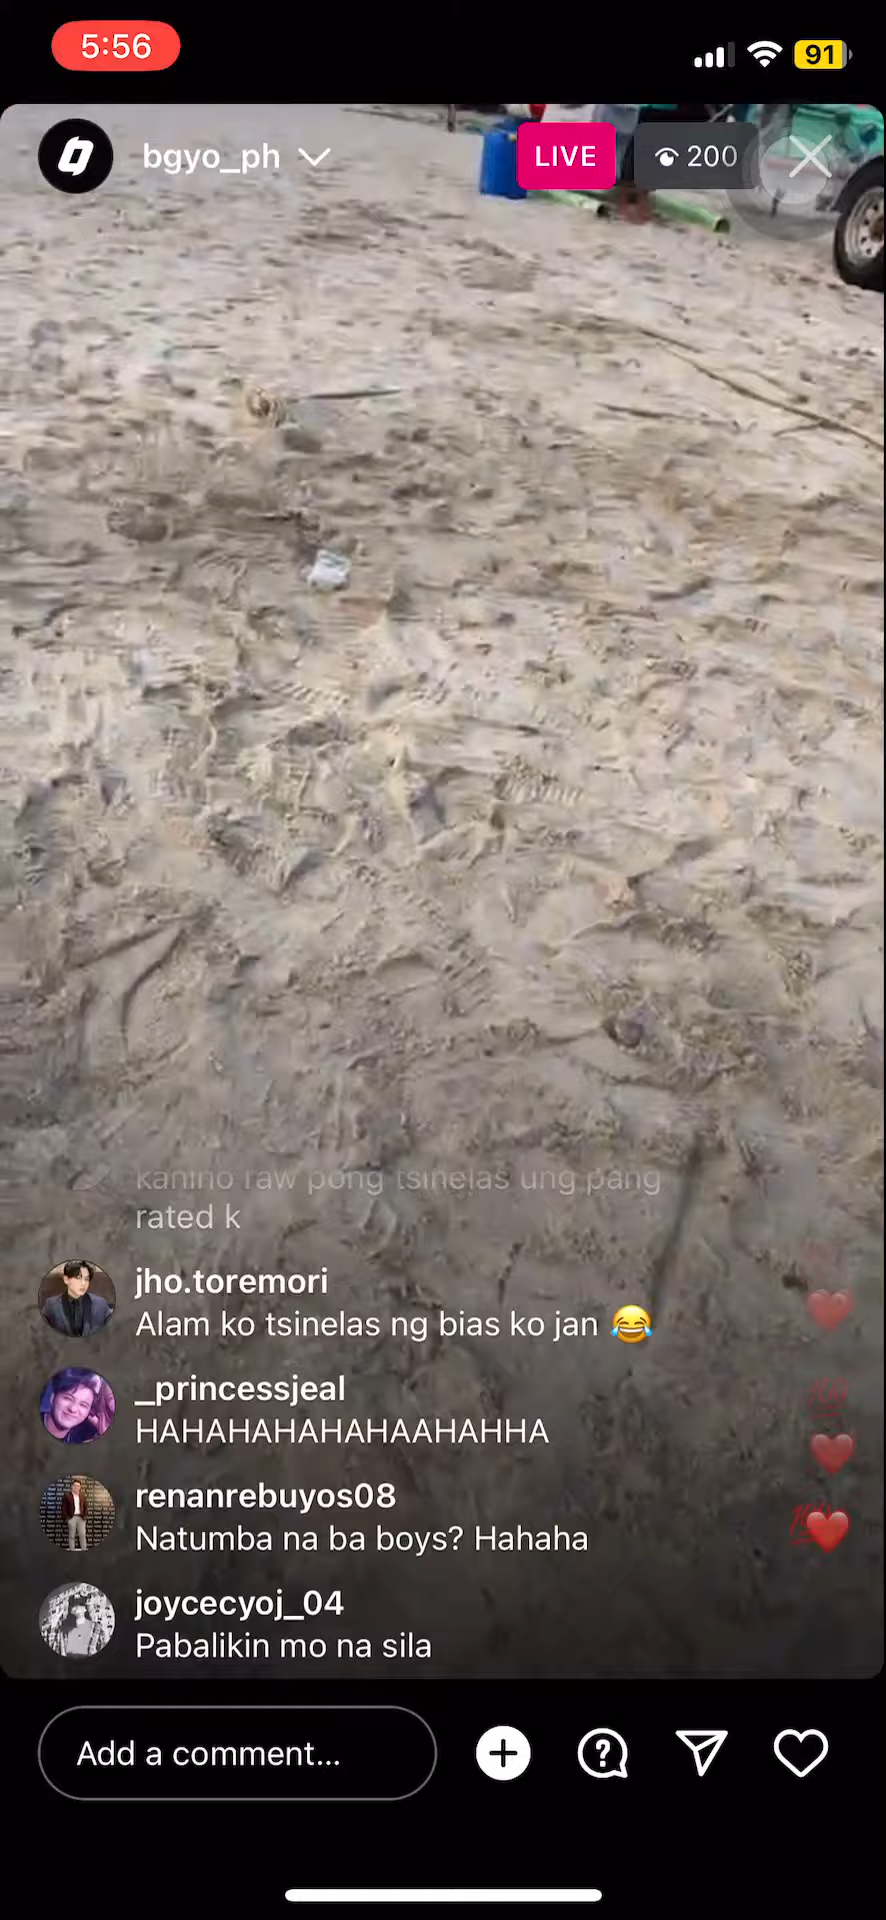 5:56
91
bgyo_ph
LIVE
200
kanino raw pong tsinelas ung pang
rated k
jho.toremori
Alam ko tsinelas ng bias ko jan 😂
_princessjeal
HAHAHAHAHAHAAHAHHA
renanrebuyos08
Natumba na ba boys? Hahaha
joycecyoj_04
Pabalikin mo na sila
Add a comment...